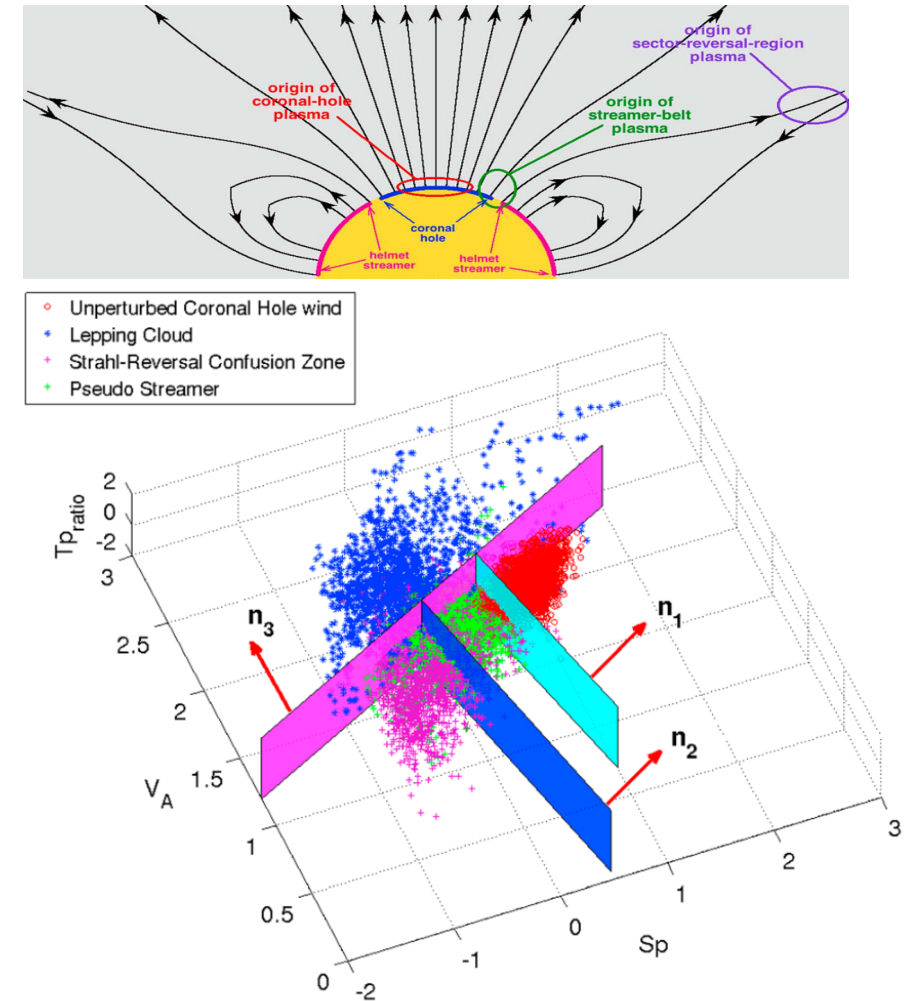 origin of
sector-reversal-region
plasma
origin of
coronal-hole
plasma
origin of
streamer-belt
plasma
coronal
hole
helmet
streamer
helmet
streamer
Unperturbed Coronal Hole wind
Lepping Cloud
Strahl-Reversal Confusion Zone
Pseudo Streamer
2
0
-2
Tp_ratio
3
2.5
2
1.5
1
0.5
0
V_A
-2
-1
0
1
2
3
Sp
n_3
n_1
n_2